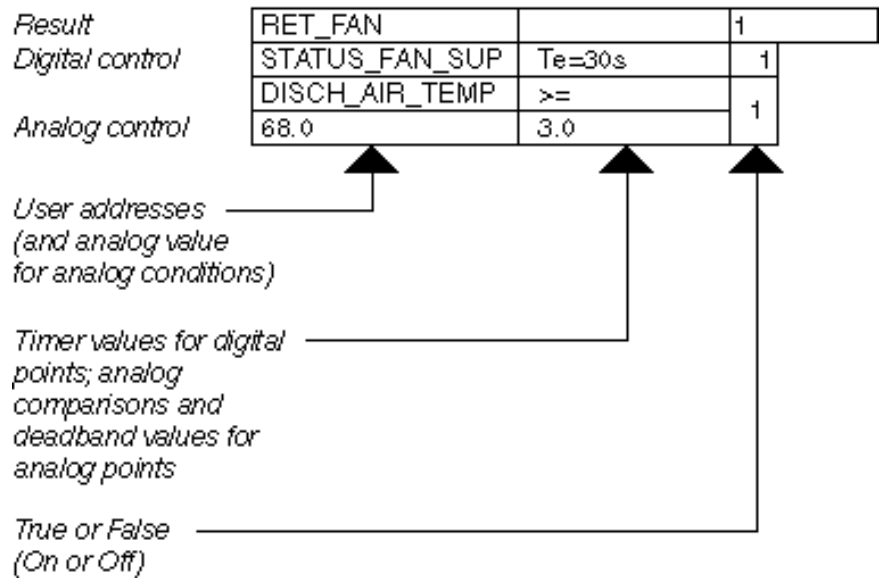 Result RET_FAN 1
Digital control STATUS_FAN_SUP Te=30s 1
DISCH_AIR_TEMP >= 1
Analog control 68.0 3.0
User addresses
(and analog value
for analog conditions)
Timer values for digital
points; analog
comparisons and
deadband values for
analog points
True or False
(On or Off)